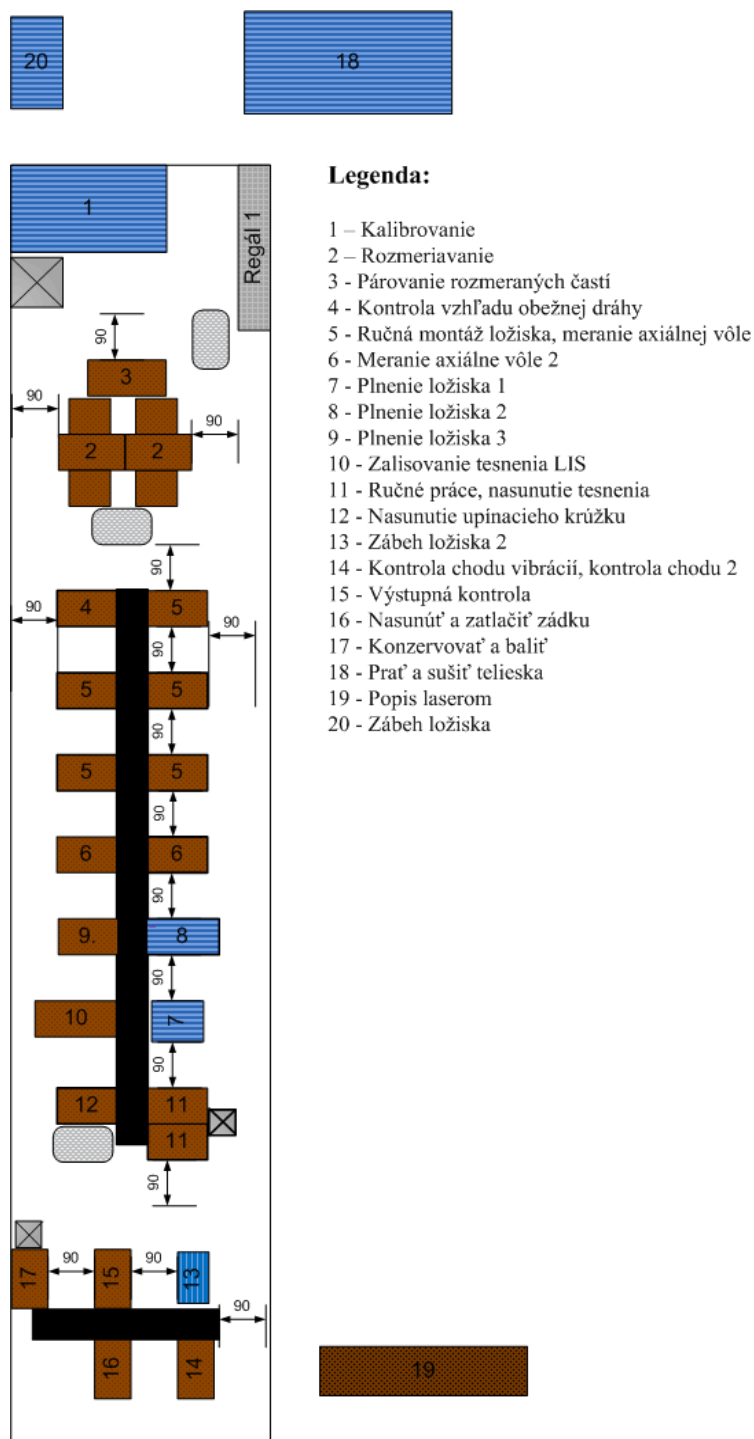 20
18
1
Regál 1
Legenda:
1 – Kalibrovanie
2 – Rozmeriavanie
3 - Párovanie rozmeraných častí
4 - Kontrola vzhľadu obežnej dráhy
5 - Ručná montáž ložiska, meranie axiálnej vôle
6 - Meranie axiálne vôle 2
7 - Plnenie ložiska 1
8 - Plnenie ložiska 2
9 - Plnenie ložiska 3
10 - Zalisovanie tesnenia LIS
11 - Ručné práce, nasunutie tesnenia
12 - Nasunutie upínacieho krúžku
13 - Zábeh ložiska 2
14 - Kontrola chodu vibrácií, kontrola chodu 2
15 - Výstupná kontrola
16 - Nasunúť a zatlačiť zádku
17 - Konzervovať a baliť
18 - Prať a sušiť telieska
19 - Popis laserom
20 - Zábeh ložiska
90
3
90
90
2 2
90
90
4 5
90
90
5 5
90
5 5
90
6 6
90
9. 8
90
10 7
90
12 11
11
90
17 90 15 90 13
90
16 14
19